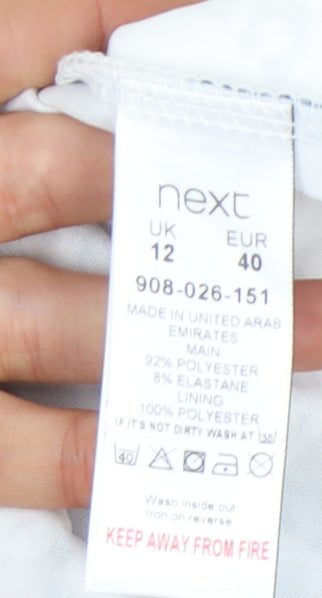 next
UK EUR
12 40
908-026-151
MADE IN UNITED ARAB
EMIRATES
MAIN
92% POLYESTER
8% ELASTANE
LINING
100% POLYESTER
IF IT'S NOT DIRTY WASH AT 30
40
Wash inside out
Iron on reverse
KEEP AWAY FROM FIRE